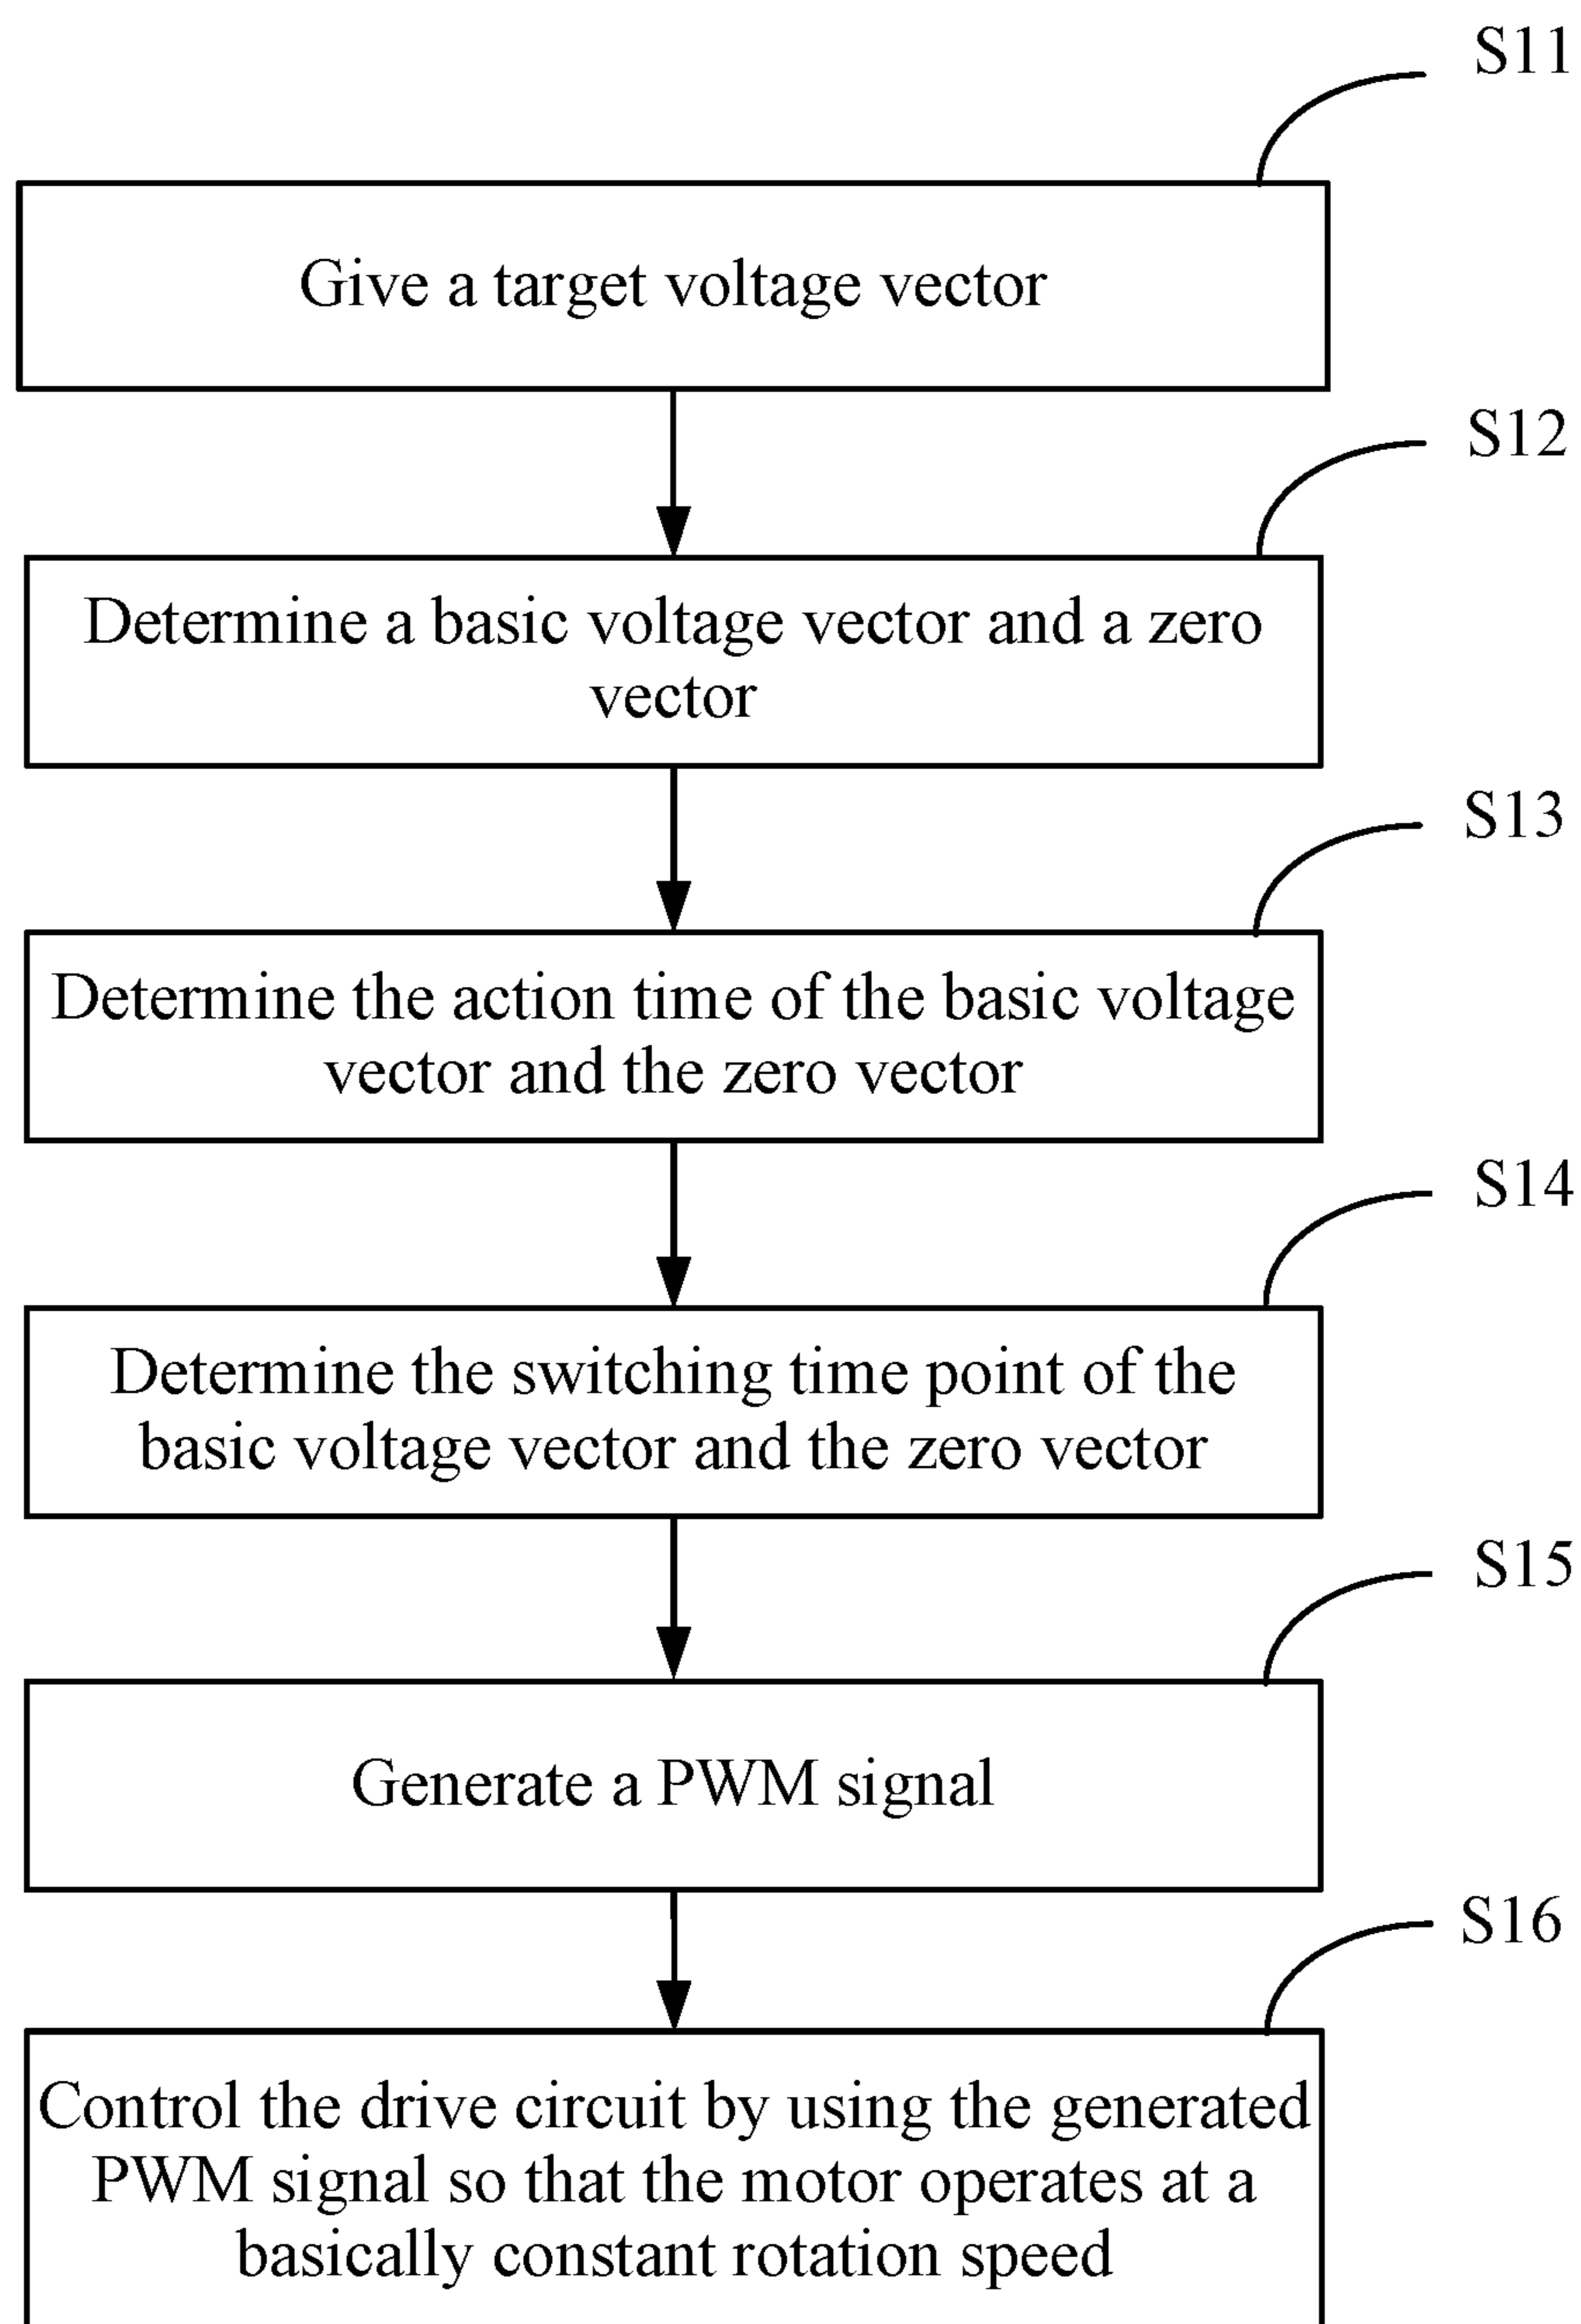 S11
Give a target voltage vector
S12
Determine a basic voltage vector and a zero
vector
S13
Determine the action time of the basic voltage
vector and the zero vector
S14
Determine the switching time point of the
basic voltage vector and the zero vector
S15
Generate a PWM signal
S16
Control the drive circuit by using the generated
PWM signal so that the motor operates at a
basically constant rotation speed